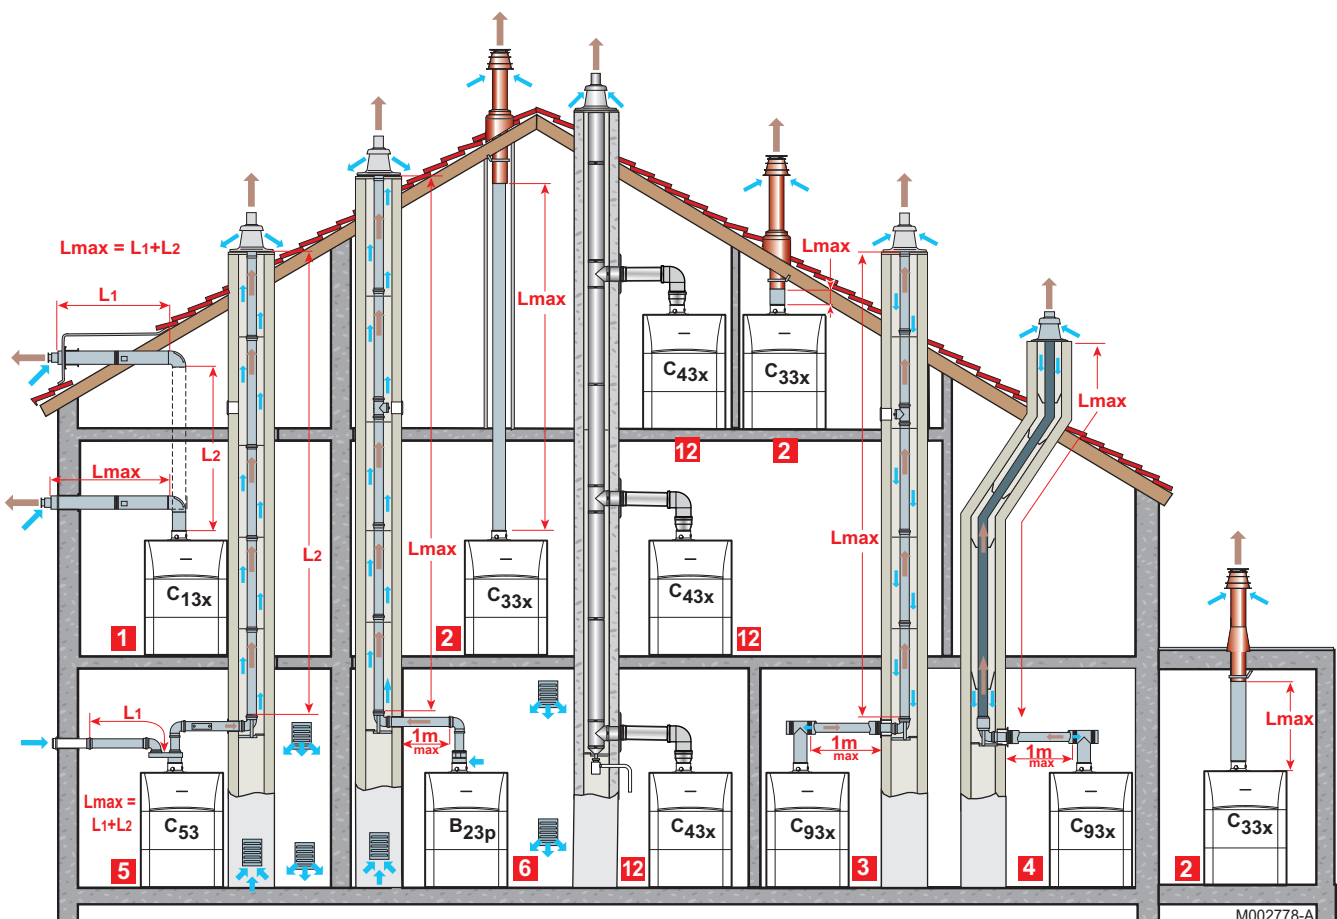 Lmax = L1+L2
L1
Lmax
L2
Lmax
C13x
1
L2
Lmax
Lmax
C33x
2
C43x
12
Lmax
C33x
2
C43x
12
Lmax
Lmax
L1
Lmax =
L1+L2
C53
5
1m
max
B23p
6
C43x
12
1m
max
C93x
3
1m
max
C93x
4
Lmax
C33x
2
M002778-A